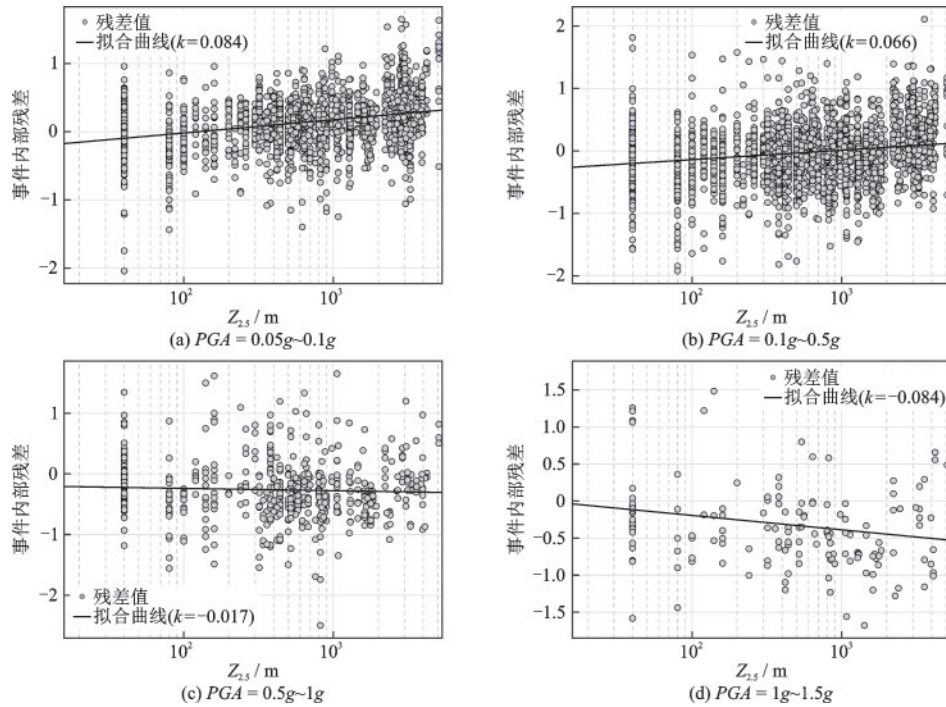 残差值
拟合曲线(k=0.084)
1
0
−1
−2
事件内部残差
10² 10³
Z₂.₅ / m
(a) PGA = 0.05g~0.1g
残差值
拟合曲线(k=0.066)
2
1
0
−1
−2
事件内部残差
10² 10³
Z₂.₅ / m
(b) PGA = 0.1g~0.5g
1
0
−1
−2
事件内部残差
残差值
拟合曲线(k=−0.017)
10² 10³
Z₂.₅ / m
(c) PGA = 0.5g~1g
残差值
拟合曲线(k=−0.084)
1.5
1.0
0.5
0
−0.5
−1.0
−1.5
事件内部残差
10² 10³
Z₂.₅ / m
(d) PGA = 1g~1.5g